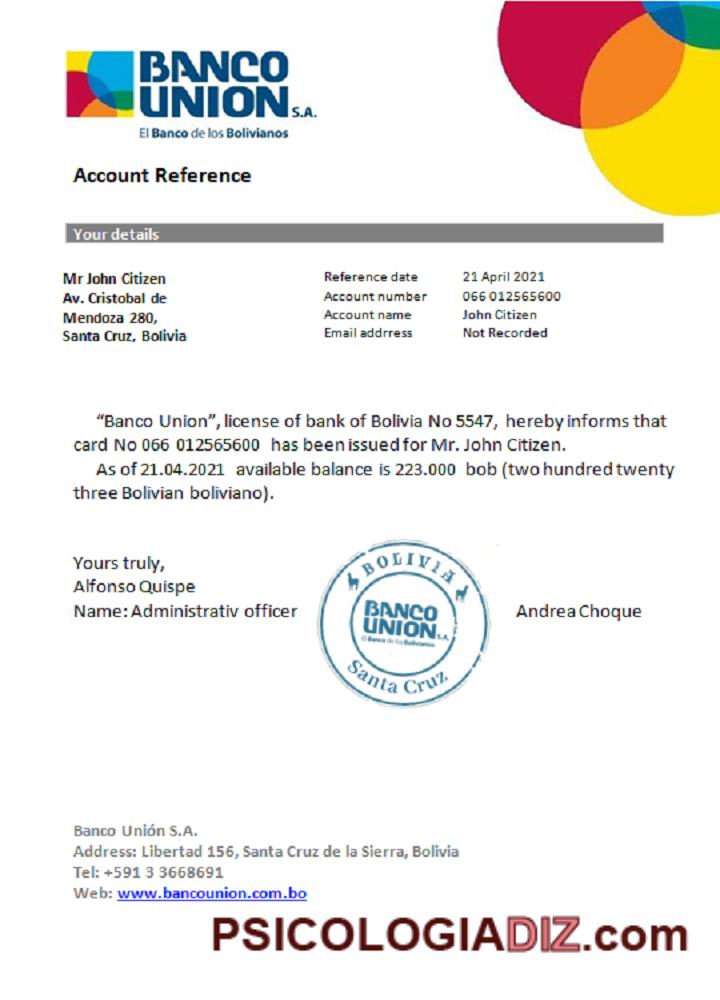 BANCO
UNION S.A.
El Banco de los Bolivianos
Account Reference
Your details
Mr John Citizen
Av. Cristobal de
Mendoza 280,
Santa Cruz, Bolivia
Reference date 21 April 2021
Account number 066 012565600
Account name John Citizen
Email addrress Not Recorded
“Banco Union”, license of bank of Bolivia No 5547, hereby informs that
card No 066 012565600 has been issued for Mr. John Citizen.
As of 21.04.2021 available balance is 223.000 bob (two hundred twenty
three Bolivian boliviano).
Yours truly,
Alfonso Quispe
Name: Administrativ officer
BOLIVIA
BANCO
UNION S.A.
El Banco de los Bolivianos
Santa Cruz
Andrea Choque
Banco Unión S.A.
Address: Libertad 156, Santa Cruz de la Sierra, Bolivia
Tel: +591 3 3668691
Web: www.bancounion.com.bo
PSICOLOGIADIZ.com